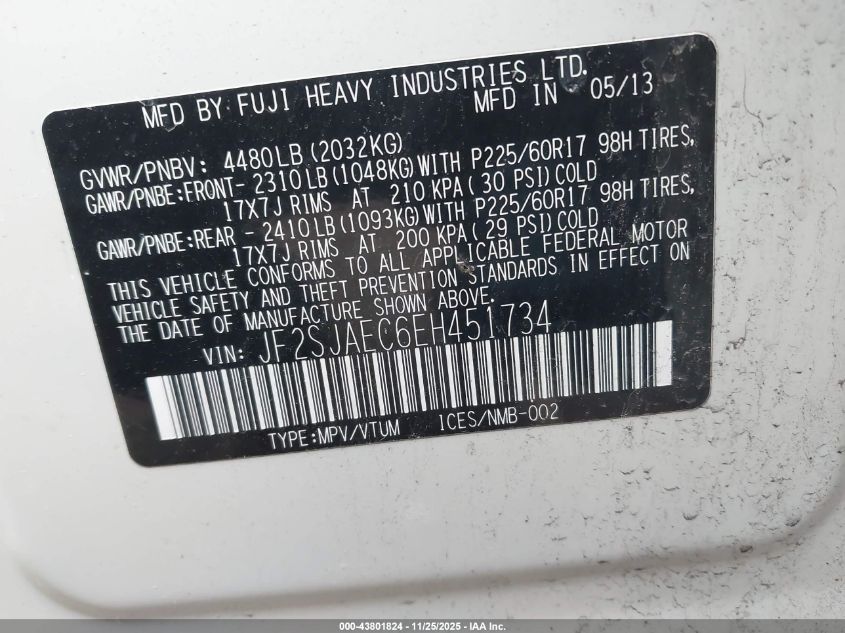 MFD BY FUJI HEAVY INDUSTRIES LTD.
MFD IN 05/13
GVWR/PNBV: 4480LB(2032KG)
GAWR/PNBE:FRONT- 2310LB(1048KG)WITH P225/60R17 98H TIRES,
17X7J RIMS AT 210 KPA(30 PSI)COLD
GAWR/PNBE:REAR - 2410LB(1093KG)WITH P225/60R17 98H TIRES,
17X7J RIMS AT 200 KPA(29 PSI)COLD
THIS VEHICLE CONFORMS TO ALL APPLICABLE FEDERAL MOTOR
VEHICLE SAFETY AND THEFT PREVENTION STANDARDS IN EFFECT ON
THE DATE OF MANUFACTURE SHOWN ABOVE.
VIN: JF2SJAEC6EH451734
TYPE:MPV/VTUM ICES/NMB-002
000-43801824 - 11/25/2025 - IAA Inc.